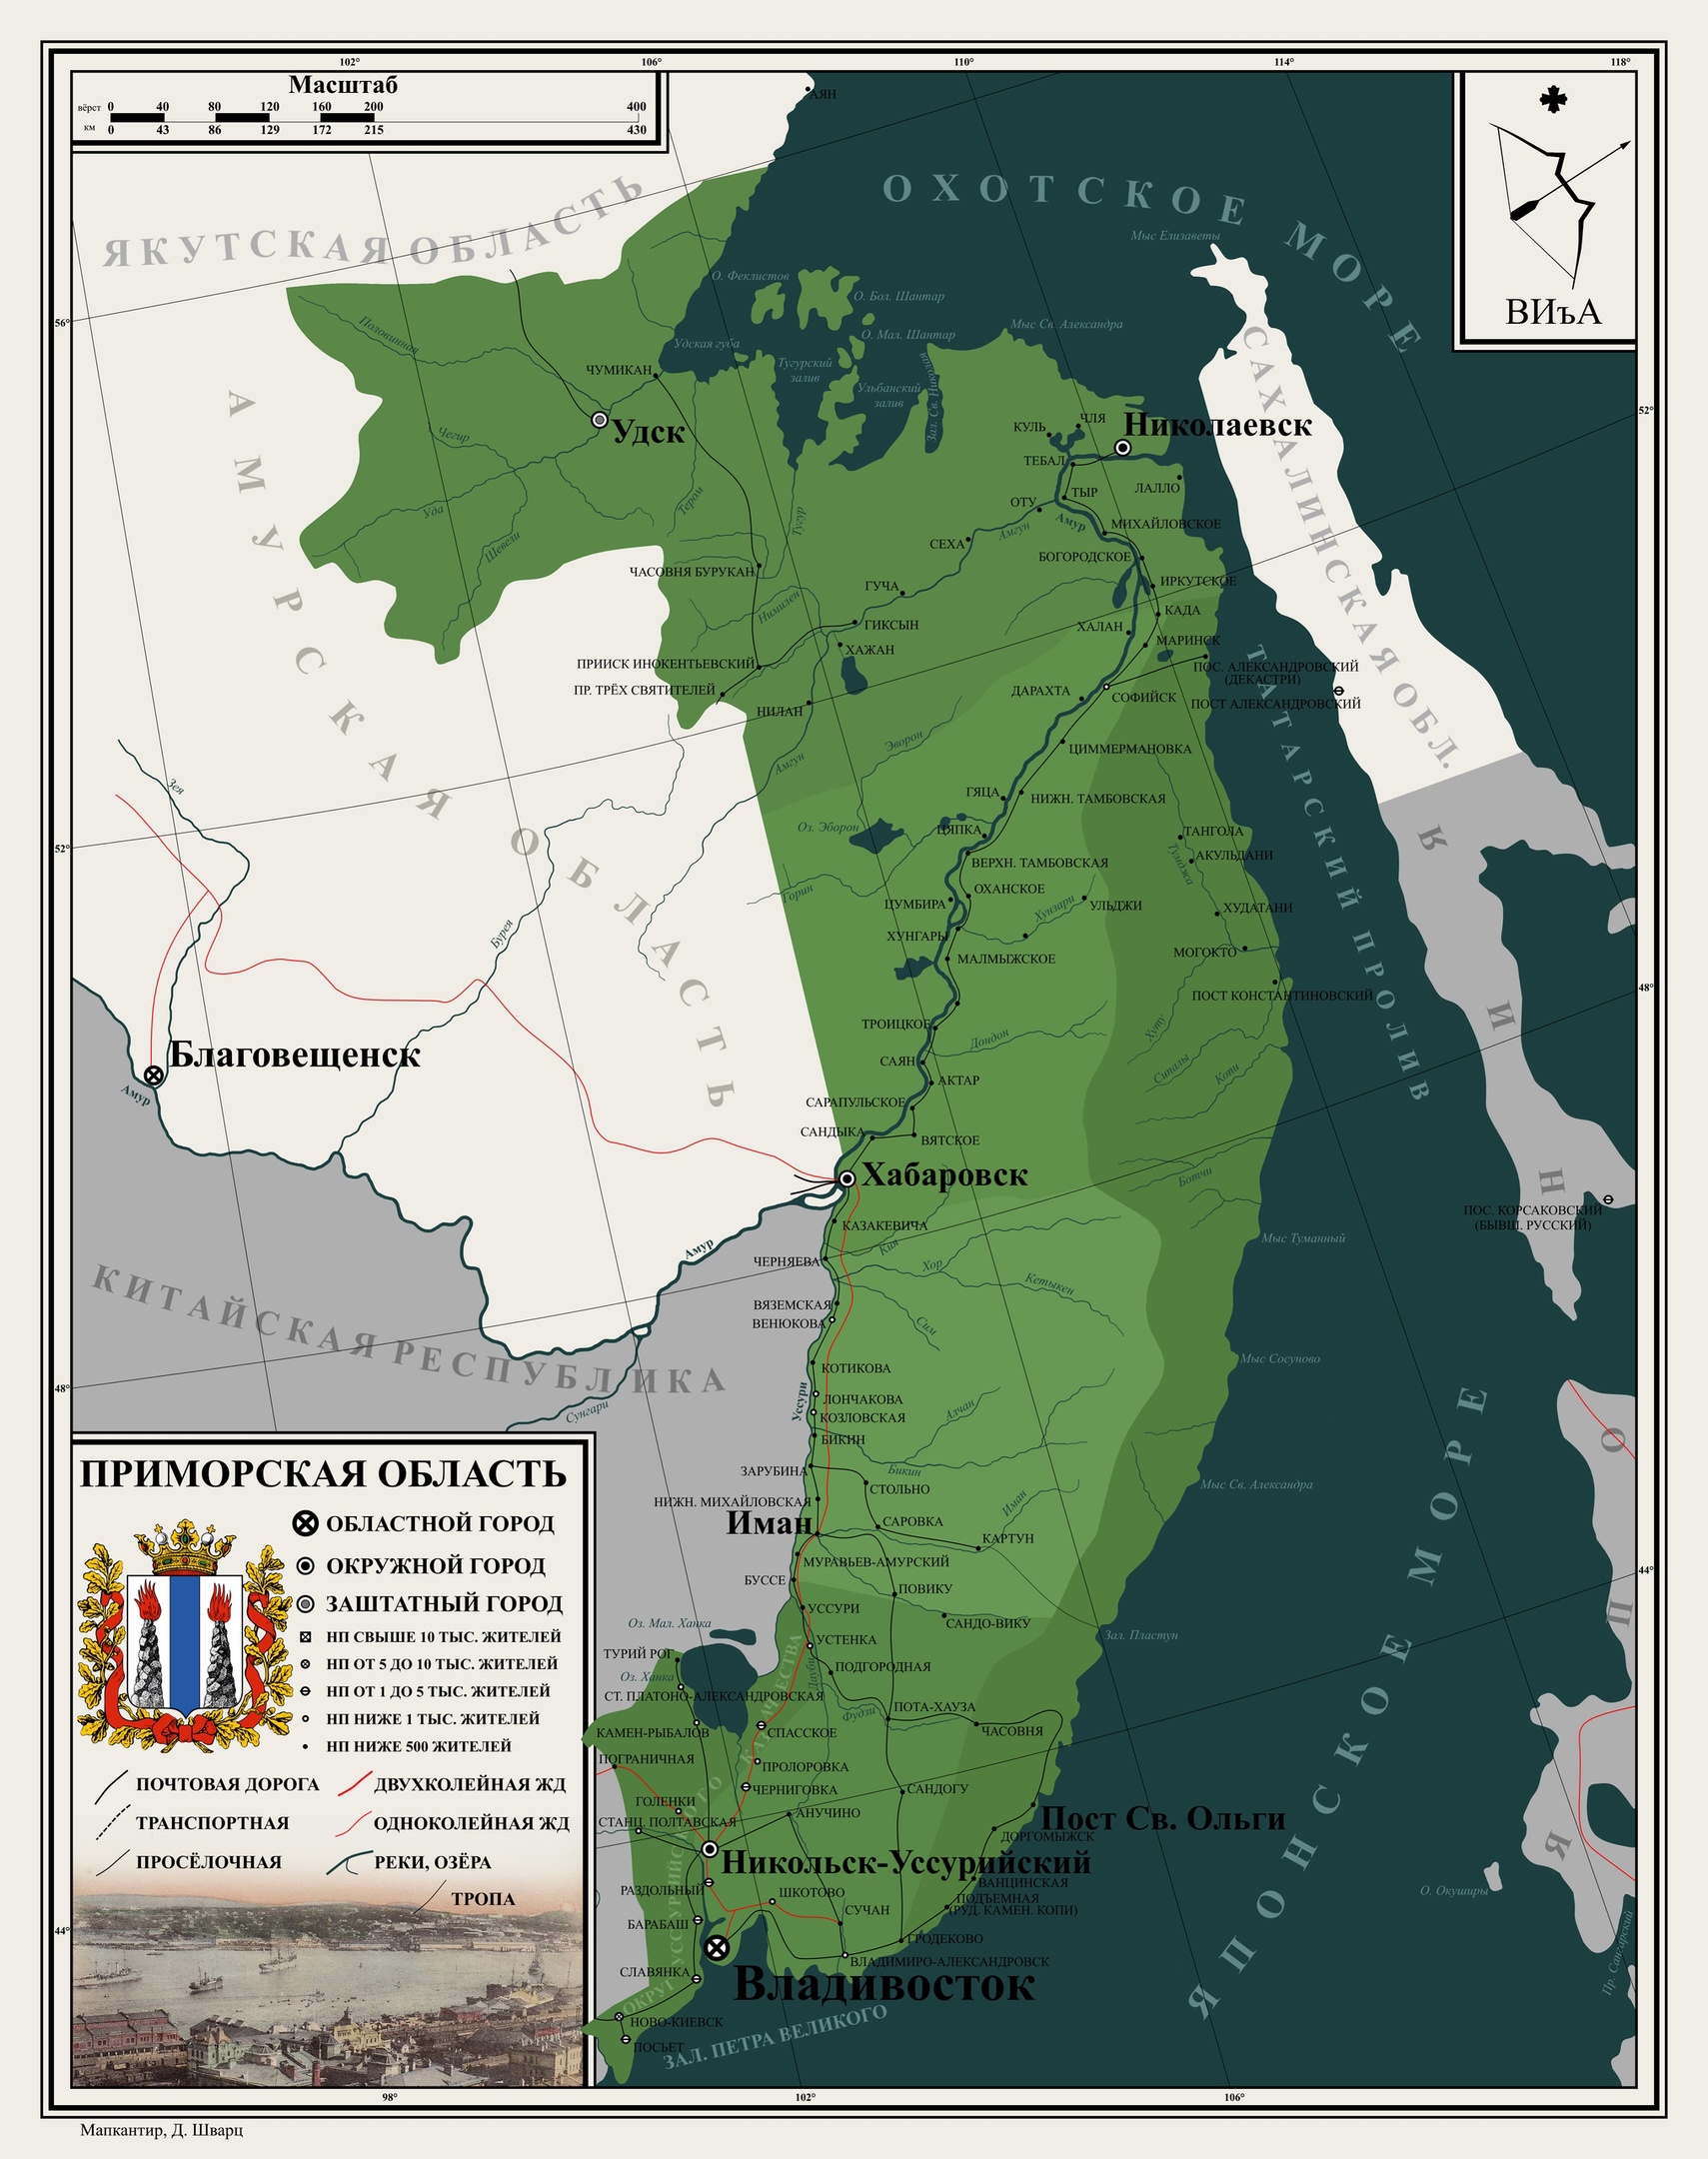 102°
106°
110°
114°
118°
Масштаб
вёрст 0 40 80 120 160 200 400
км 0 43 86 129 172 215 430
ВИъА
АЯН
ОХОТСКОЕ МОРЕ
ЯКУТСКАЯ ОБЛАСТЬ
Мыс Елизаветы
О. Феклистов
О. Бол. Шантар
О. Мал. Шантар
Мыс Св. Александра
56°
Половинная
Удская губа
Тугурский
залив
Ульбанский
залив
ЧУМИКАН
Удск
Чегир
Уда
Шевели
Тером
Тугур
КУЛЬ
ЧЛЯ
Николаевск
52°
ТЕБАЛ
ТЫР
ЛАЛЛО
ОТУ
Амур
Амгун
МИХАЙЛОВСКОЕ
СЕХА
БОГОРОДСКОЕ
ЧАСОВНЯ БУРУКАН
ИРКУТСКОЕ
ГУЧА
Нимилен
КАДА
ГИКСЫН
ХАЛАН
ХАЖАН
МАРИНСК
ПРИИСК ИНОКЕНТЬЕВСКИЙ
ПОС. АЛЕКСАНДРОВСКИЙ
(ДЕКАСТРИ)
ПР. ТРЁХ СВЯТИТЕЛЕЙ
ДАРАХТА
СОФИЙСК
ПОСТ АЛЕКСАНДРОВСКИЙ
НИЛАН
САХАЛИНСКАЯ ОБЛ.
ТАТАРСКИЙ ПРОЛИВ
АМУРСКАЯ ОБЛАСТЬ
Эворон
ЦИММЕРМАНОВКА
Амгун
Зея
ГЯЦА
НИЖН. ТАМБОВСКАЯ
Оз. Эборон
ЦЯПКА
ТАНГОЛА
52°
ВЕРХН. ТАМБОВСКАЯ
АКУЛЬДАНИ
Тумджи
Горин
ОХАНСКОЕ
ЦУМБИРА
Хунгари
УЛЬДЖИ
ХУДАТАНИ
Бурея
ХУНГАРЫ
МАЛМЫЖСКОЕ
МОГОКТО
48°
ПОСТ КОНСТАНТИНОВСКИЙ
ТРОИЦКОЕ
Дондон
Хуту
Благовещенск
САЯН
Сипалы
Копи
АКТАР
Амур
САРАПУЛЬСКОЕ
САНДЫКА
ВЯТСКОЕ
Хабаровск
Ботчи
ПОС. КОРСАКОВСКИЙ
(БЫВШ. РУССКИЙ)
КАЗАКЕВИЧА
Мыс Туманный
Амур
Кия
ЧЕРНЯЕВА
Хор
Кетыкен
КИТАЙСКАЯ РЕСПУБЛИКА
ВЯЗЕМСКАЯ
ВЕНЮКОВА
Сим
Мыс Сосуново
КОТИКОВА
48°
Уссури
ЛОНЧАКОВА
КОЗЛОВСКАЯ
Алчан
Сунгари
БИКИН
ЗАРУБИНА
Бикин
СТОЛЬНО
Мыс Св. Александра
НИЖН. МИХАЙЛОВСКАЯ
Иман
Иман
САРОВКА
КАРТУН
МУРАВЬЕВ-АМУРСКИЙ
БУССЕ
ПОВИКУ
44°
УССУРИ
САНДО-ВИКУ
Зал. Пластун
Оз. Мал. Ханка
УСТЕНКА
ТУРИЙ РОГ
ПОДГОРОДНАЯ
Оз. Ханка
СТ. ПЛАТОНО-АЛЕКСАНДРОВСКАЯ
ПОТА-ХАУЗА
Фудзи
КАМЕН-РЫБАЛОВ
СПАССКОЕ
ЧАСОВНЯ
ПОГРАНИЧНАЯ
ПРОЛОРОВКА
ЧЕРНИГОВКА
САНДОГУ
ГОЛЕНКИ
АНУЧИНО
СТАНЦ. ПОЛТАВСКАЯ
Пост Св. Ольги
ДОРГОМЫЖСК
Никольск-Уссурийский
ВАНЦИНСКАЯ
РАЗДОЛЬНЫЙ
ШКОТОВО
ПОДЪЕМНАЯ
(РУД. КАМЕН. КОПИ)
СУЧАН
О. Окуширы
БАРАБАШ
ГРОДЕКОВО
ВЛАДИМИРО-АЛЕКСАНДРОВСК
СЛАВЯНКА
Владивосток
НОВО-КИЕВСК
ПОСЬЕТ
ЗАЛ. ПЕТРА ВЕЛИКОГО
ОКРУГ УССУРИЙСКОГО КАЗАЧЕСТВА
ЯПОНСКОЕ МОРЕ
Пр. Сангарский
ЯПОНИЯ
ПРИМОРСКАЯ ОБЛАСТЬ
ОБЛАСТНОЙ ГОРОД
ОКРУЖНОЙ ГОРОД
ЗАШТАТНЫЙ ГОРОД
НП СВЫШЕ 10 ТЫС. ЖИТЕЛЕЙ
НП ОТ 5 ДО 10 ТЫС. ЖИТЕЛЕЙ
НП ОТ 1 ДО 5 ТЫС. ЖИТЕЛЕЙ
НП НИЖЕ 1 ТЫС. ЖИТЕЛЕЙ
НП НИЖЕ 500 ЖИТЕЛЕЙ
ПОЧТОВАЯ ДОРОГА
ДВУХКОЛЕЙНАЯ ЖД
ТРАНСПОРТНАЯ
ОДНОКОЛЕЙНАЯ ЖД
ПРОСЁЛОЧНАЯ
РЕКИ, ОЗЁРА
ТРОПА
44°
98°
102°
106°
Мапкантир, Д. Шварц